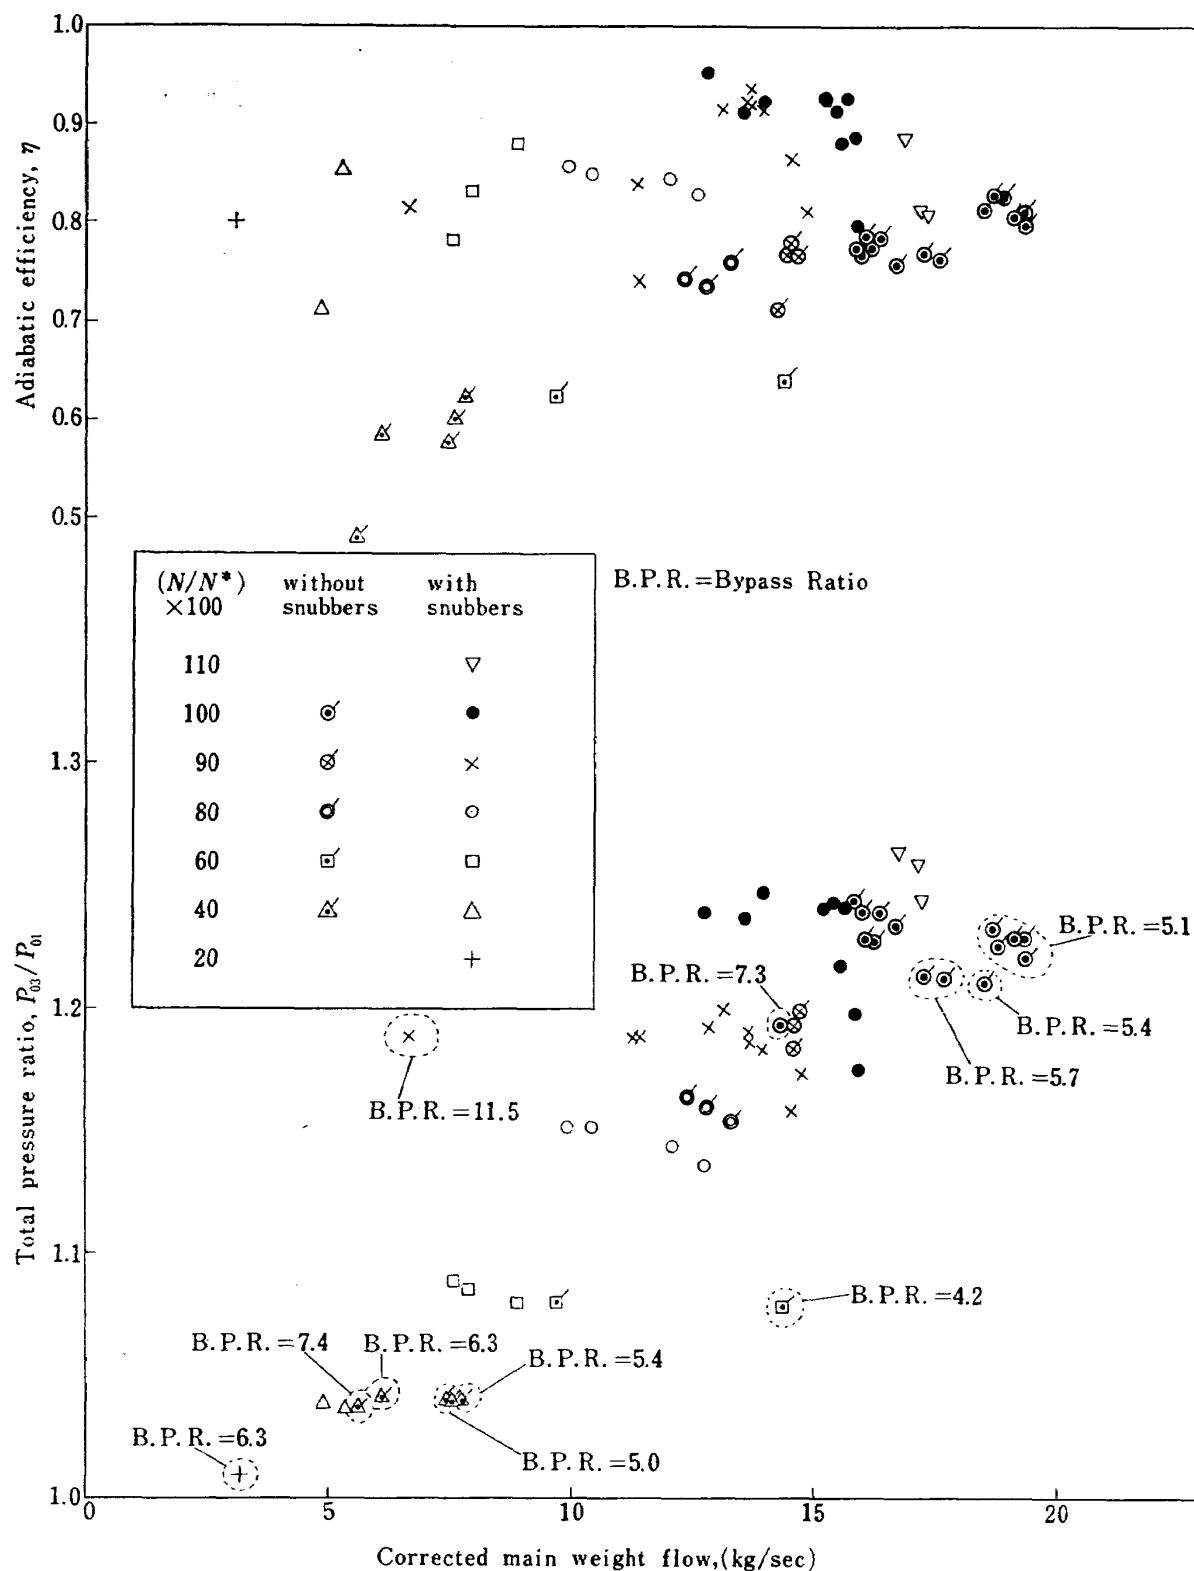 1.0
0.9
0.8
0.7
0.6
0.5
Adiabatic efficiency, η
(N/N*) without with
×100 snubbers snubbers
110
100
90
80
60
40
20
B.P.R.=Bypass Ratio
1.3
1.2
1.1
1.0
Total pressure ratio, P03/P01
B.P.R.=5.1
B.P.R.=7.3
B.P.R.=5.4
B.P.R.=5.7
B.P.R.=11.5
B.P.R.=4.2
B.P.R.=7.4
B.P.R.=6.3
B.P.R.=5.4
B.P.R.=6.3
B.P.R.=5.0
0 5 10 15 20
Corrected main weight flow,(kg/sec)